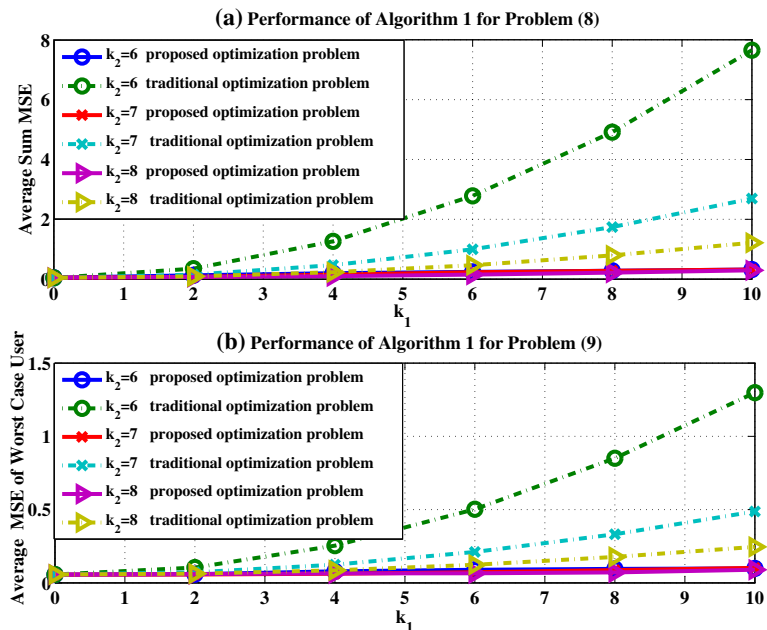 (a) Performance of Algorithm 1 for Problem (8)
Average Sum MSE
8
6
4
2
0
k2=6 proposed optimization problem
k2=6 traditional optimization problem
k2=7 proposed optimization problem
k2=7 traditional optimization problem
k2=8 proposed optimization problem
k2=8 traditional optimization problem
0 1 2 3 4 5 6 7 8 9 10
k1
(b) Performance of Algorithm 1 for Problem (9)
Average MSE of Worst Case User
1.5
1
0.5
0
k2=6 proposed optimization problem
k2=6 traditional optimization problem
k2=7 proposed optimization problem
k2=7 traditional optimization problem
k2=8 proposed optimization problem
k2=8 traditional optimization problem
0 1 2 3 4 5 6 7 8 9 10
k1